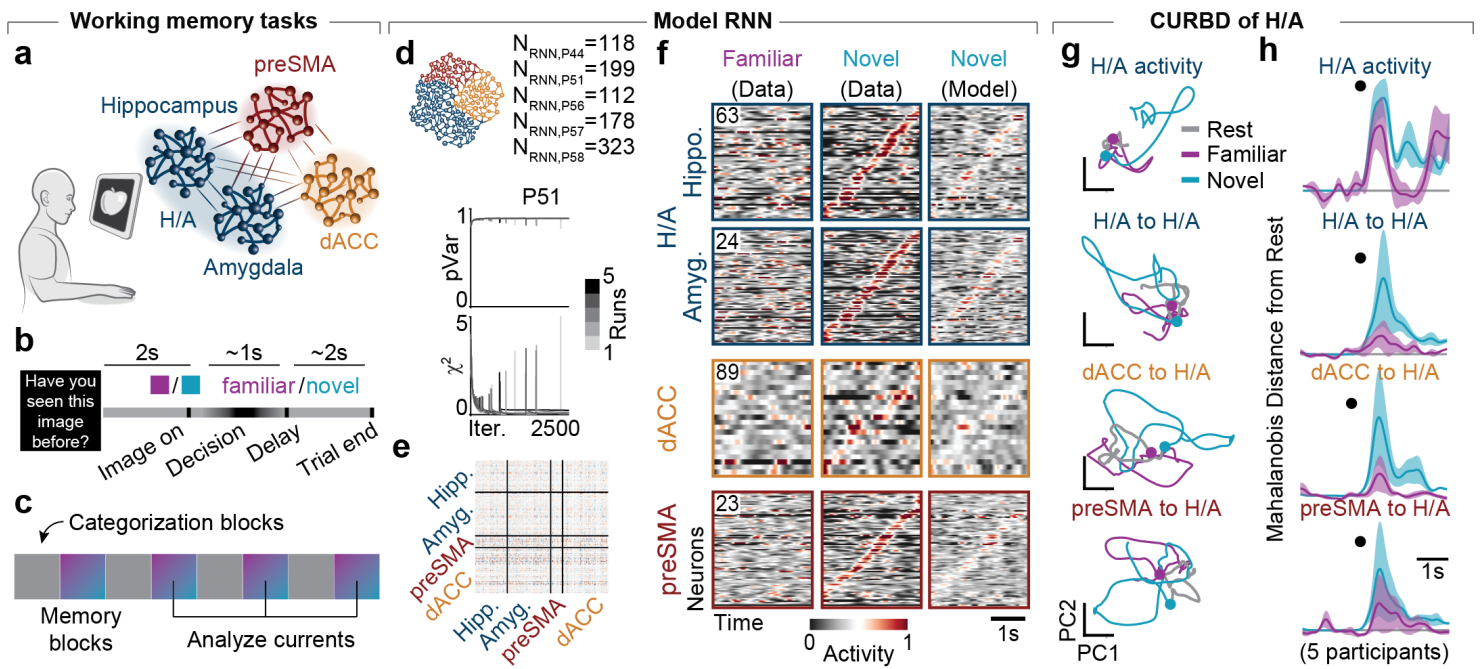 Working memory tasks
a
preSMA
Hippocampus
H/A
Amygdala
dACC
b
2s
~1s
~2s
Have you
seen this
image
before?
/
familiar/novel
Image on
Decision
Delay
Trial end
c
Categorization blocks
Memory
blocks
Analyze currents
Model RNN
d
N RNN,P44=118
N RNN,P51=199
N RNN,P56=112
N RNN,P57=178
N RNN,P58=323
P51
1
pVar
0
5
χ²
0
Iter.
2500
5
Runs
1
e
Hipp.
Amyg.
preSMA
dACC
Hipp.
Amyg.
preSMA
dACC
f
Familiar
(Data)
Novel
(Data)
Novel
(Model)
H/A
Hippo.
63
Amyg.
24
dACC
89
preSMA
23
Neurons
Time
0
1
Activity
1s
CURBD of H/A
g
H/A activity
Rest
Familiar
Novel
H/A to H/A
dACC to H/A
preSMA to H/A
PC2
PC1
h
H/A activity
H/A to H/A
dACC to H/A
preSMA to H/A
Mahalanobis Distance from Rest
1s
(5 participants)